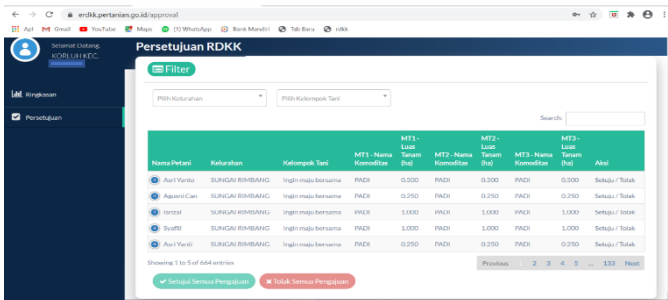 erdkk.pertanian.go.id/approval
Apl Gmail YouTube Maps (1) WhatsApp Bank Mandiri Tab Baru rdkk
Selamat Datang,
KORLUH KEC.
Persetujuan RDKK
Filter
Ringkasan
Persetujuan
Pilih Kelurahan Pilih Kelompok Tani
Search:
Nama Petani Kelurahan Kelompok Tani MT1 - Nama Komoditas MT1 - Luas Tanam (ha) MT2 - Nama Komoditas MT2 - Luas Tanam (ha) MT3 - Nama Komoditas MT3 - Luas Tanam (ha) Aksi
Asri Yanto SUNGAI RIMBANG Ingin maju bersama PADI 0.500 PADI 0.500 PADI 0.500 Setuju / Tolak
Aguani Can SUNGAI RIMBANG Ingin maju bersama PADI 0.250 PADI 0.250 PADI 0.250 Setuju / Tolak
SUNGAI RIMBANG Ingin maju bersama PADI 1.000 PADI 1.000 PADI 1.000 Setuju / Tolak
Syafiil SUNGAI RIMBANG Ingin maju bersama PADI 1.000 PADI 1.000 PADI 1.000 Setuju / Tolak
Asri Yanti SUNGAI RIMBANG Ingin maju bersama PADI 0.250 PADI 0.250 PADI 0.250 Setuju / Tolak
Showing 1 to 5 of 664 entries
Previous 1 2 3 4 5 ... 133 Next
Setujui Semua Pengajuan Tolak Semua Pengajuan